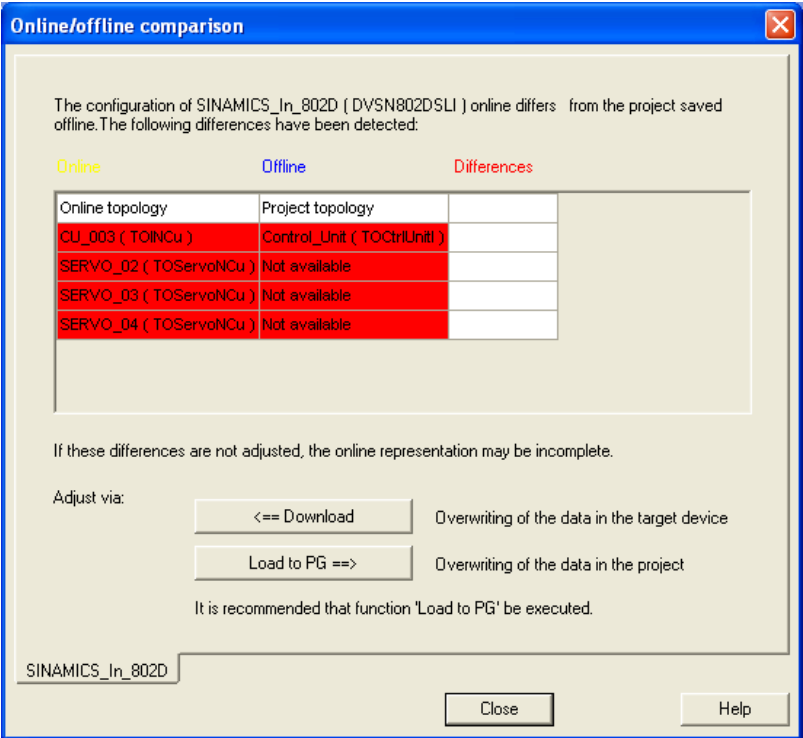 Online/offline comparison
The configuration of SINAMICS_In_802D ( DVSN802DSLI ) online differs from the project saved
offline.The following differences have been detected:
Online Offline Differences
Online topology Project topology
CU_003 ( TOINCu ) Control_Unit ( TOCtrlUnitI )
SERVO_02 ( TOServoNCu ) Not available
SERVO_03 ( TOServoNCu ) Not available
SERVO_04 ( TOServoNCu ) Not available
If these differences are not adjusted, the online representation may be incomplete.
Adjust via:
<== Download Overwriting of the data in the target device
Load to PG ==> Overwriting of the data in the project
It is recommended that function 'Load to PG' be executed.
SINAMICS_In_802D
Close Help